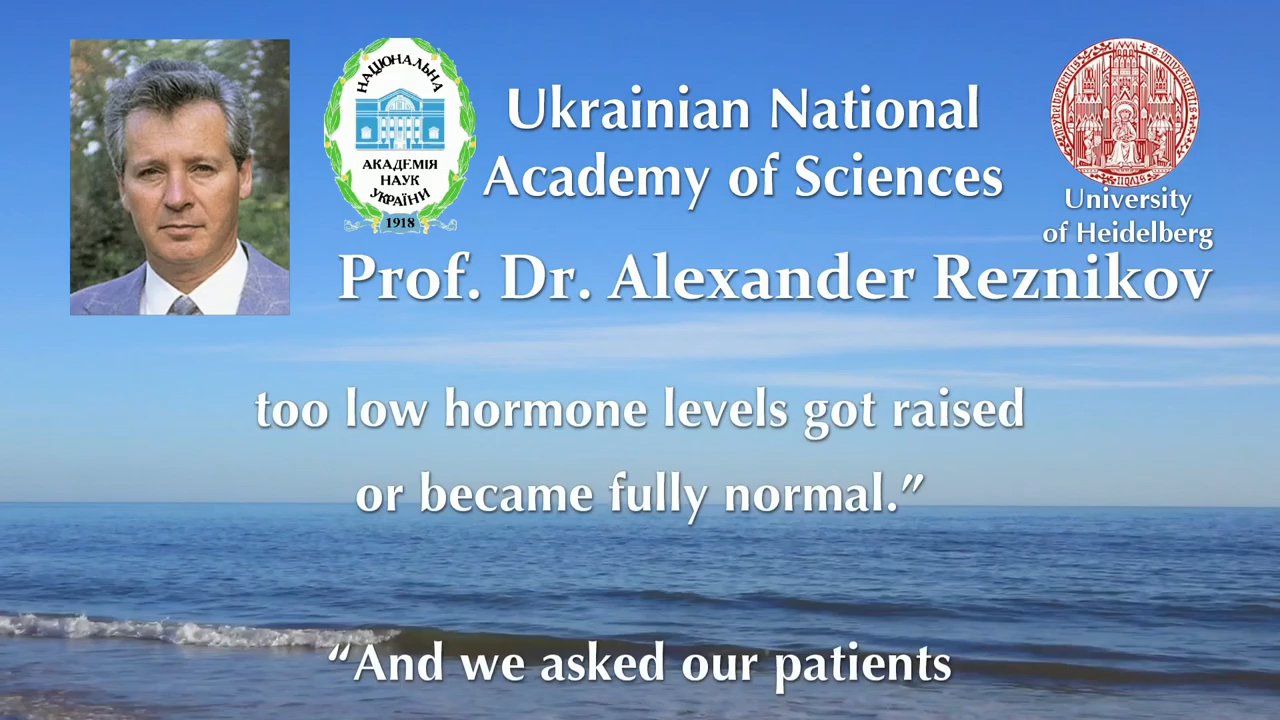 НАЦІОНАЛЬНА
АКАДЕМІЯ
НАУК
УКРАЇНИ
1918
Ukrainian National
Academy of Sciences
University
of Heidelberg
Prof. Dr. Alexander Reznikov
too low hormone levels got raised
or became fully normal.”
“And we asked our patients